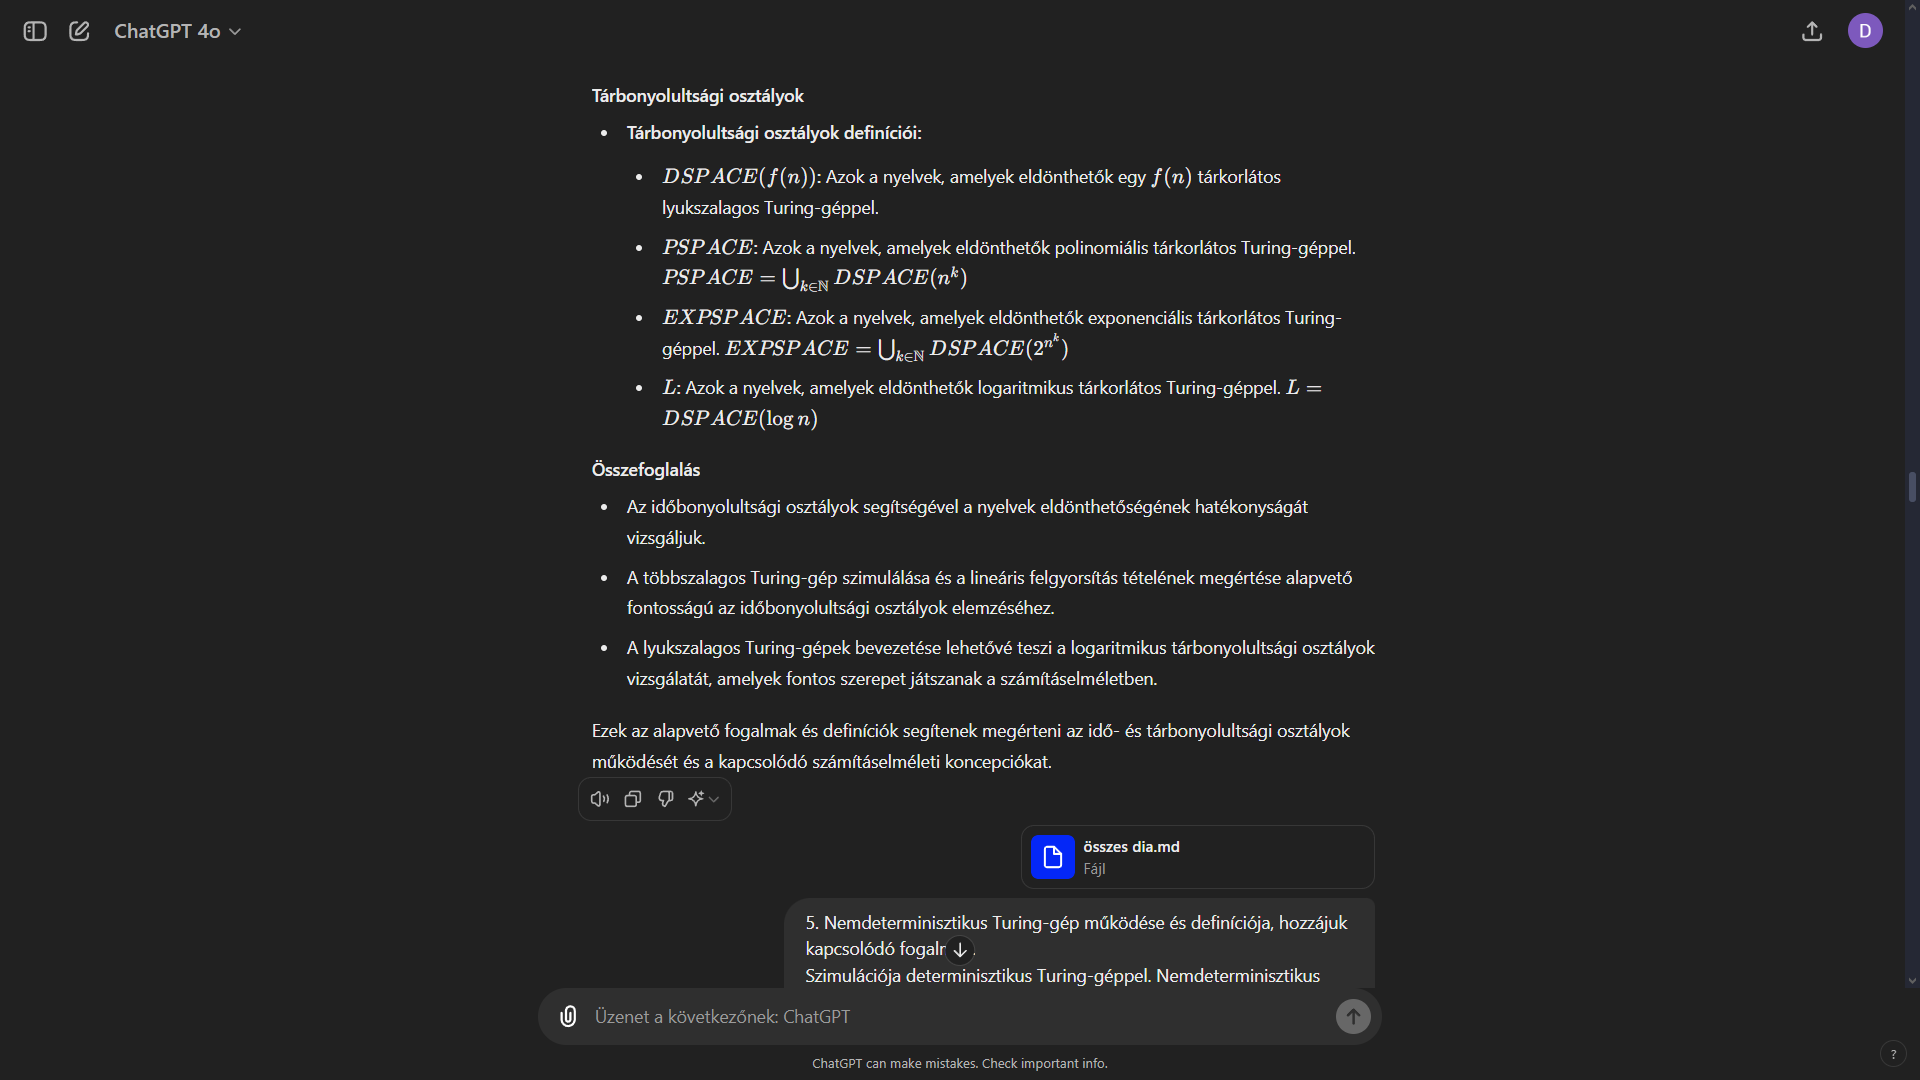 ChatGPT 4o
D
Tárbonyolultsági osztályok
• Tárbonyolultsági osztályok definíciói:
• DSPACE(f(n)): Azok a nyelvek, amelyek eldönthetők egy f(n) tárkorlátos
lyukszalagos Turing-géppel.
• PSPACE: Azok a nyelvek, amelyek eldönthetők polinomiális tárkorlátos Turing-géppel.
PSPACE = ⋃_{k∈ℕ} DSPACE(n^k)
• EXPSPACE: Azok a nyelvek, amelyek eldönthetők exponenciális tárkorlátos Turing-
géppel. EXPSPACE = ⋃_{k∈ℕ} DSPACE(2^{n^k})
• L: Azok a nyelvek, amelyek eldönthetők logaritmikus tárkorlátos Turing-géppel. L =
DSPACE(log n)
Összefoglalás
• Az időbonyolultsági osztályok segítségével a nyelvek eldönthetőségének hatékonyságát
vizsgáljuk.
• A többszalagos Turing-gép szimulálása és a lineáris felgyorsítás tételének megértése alapvető
fontosságú az időbonyolultsági osztályok elemzéséhez.
• A lyukszalagos Turing-gépek bevezetése lehetővé teszi a logaritmikus tárbonyolultsági osztályok
vizsgálatát, amelyek fontos szerepet játszanak a számításelméletben.
Ezek az alapvető fogalmak és definíciók segítenek megérteni az idő- és tárbonyolultsági osztályok
működését és a kapcsolódó számításelméleti koncepciókat.
összes dia.md
Fájl
5. Nemdeterminisztikus Turing-gép működése és definíciója, hozzájuk
kapcsolódó
Szimulációja determinisztikus Turing-géppel. Nemdeterminisztikus
Üzenet a következőnek: ChatGPT
ChatGPT can make mistakes. Check important info.
?